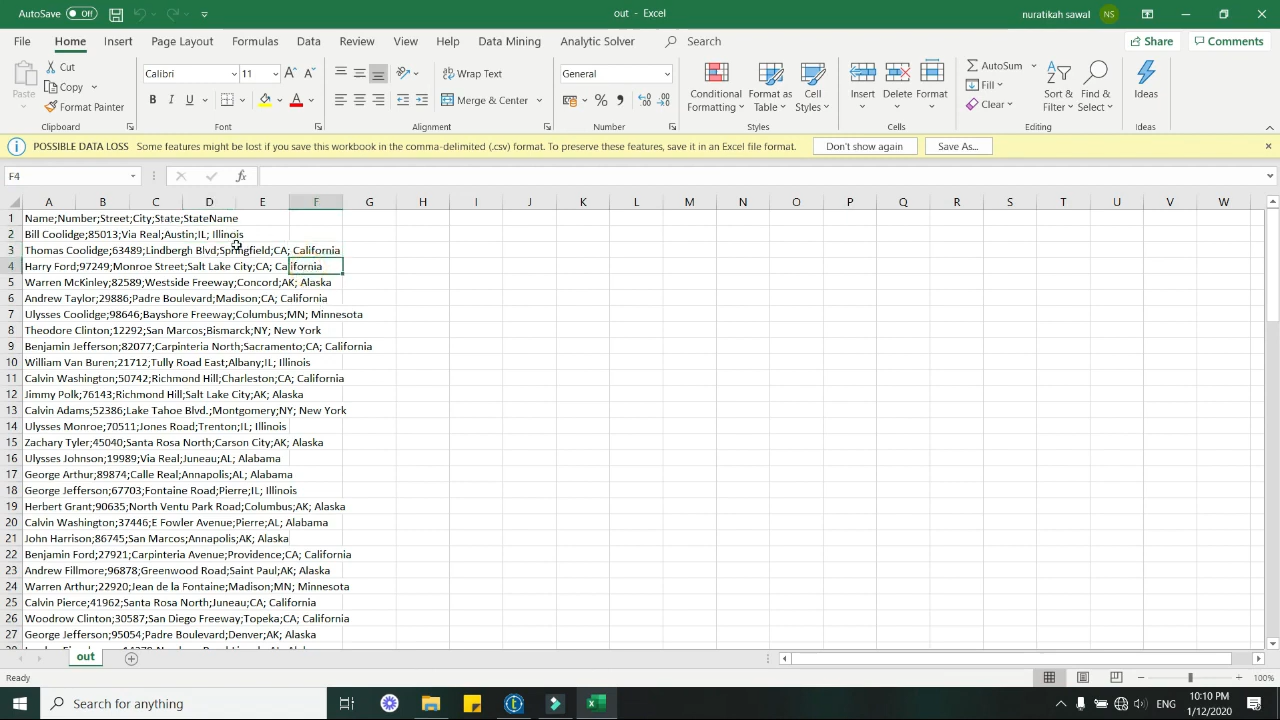 AutoSave Off
out - Excel
nuratikah sawal NS
File Home Insert Page Layout Formulas Data Review View Help Data Mining Analytic Solver Search Share Comments
Paste
Cut
Copy
Format Painter
Clipboard
Calibri 11
B I U
Font
Wrap Text
Merge & Center
Alignment
General
Number
Conditional Formatting
Format as Table
Cell Styles
Styles
Insert Delete Format
Cells
AutoSum
Fill
Clear
Sort & Filter
Find & Select
Editing
Ideas
Ideas
POSSIBLE DATA LOSS Some features might be lost if you save this workbook in the comma-delimited (.csv) format. To preserve these features, save it in an Excel file format. Don't show again Save As...
F4 fx
A B C D E F G H I J K L M N O P Q R S T U V W
1 Name;Number;Street;City;State;StateName
2 Bill Coolidge;85013;Via Real;Austin;IL; Illinois
3 Thomas Coolidge;63489;Lindbergh Blvd;Springfield;CA; California
4 Harry Ford;97249;Monroe Street;Salt Lake City;CA; California
5 Warren McKinley;82589;Westside Freeway;Concord;AK; Alaska
6 Andrew Taylor;29886;Padre Boulevard;Madison;CA; California
7 Ulysses Coolidge;98646;Bayshore Freeway;Columbus;MN; Minnesota
8 Theodore Clinton;12292;San Marcos;Bismarck;NY; New York
9 Benjamin Jefferson;82077;Carpinteria North;Sacramento;CA; California
10 William Van Buren;21712;Tully Road East;Albany;IL; Illinois
11 Calvin Washington;50742;Richmond Hill;Charleston;CA; California
12 Jimmy Polk;76143;Richmond Hill;Salt Lake City;AK; Alaska
13 Calvin Adams;52386;Lake Tahoe Blvd.;Montgomery;NY; New York
14 Ulysses Monroe;70511;Jones Road;Trenton;IL; Illinois
15 Zachary Tyler;45040;Santa Rosa North;Carson City;AK; Alaska
16 Ulysses Johnson;19989;Via Real;Juneau;AL; Alabama
17 George Arthur;89874;Calle Real;Annapolis;AL; Alabama
18 George Jefferson;67703;Fontaine Road;Pierre;IL; Illinois
19 Herbert Grant;90635;North Ventu Park Road;Columbus;AK; Alaska
20 Calvin Washington;37446;E Fowler Avenue;Pierre;AL; Alabama
21 John Harrison;86745;San Marcos;Annapolis;AK; Alaska
22 Benjamin Ford;27921;Carpinteria Avenue;Providence;CA; California
23 Andrew Fillmore;96878;Greenwood Road;Saint Paul;AK; Alaska
24 Warren Arthur;22920;Jean de la Fontaine;Madison;MN; Minnesota
25 Calvin Pierce;41962;Santa Rosa North;Juneau;CA; California
26 Woodrow Clinton;30587;San Diego Freeway;Topeka;CA; California
27 George Jefferson;95054;Padre Boulevard;Denver;AK; Alaska
out
Ready
100%
Search for anything
ENG
10:10 PM
1/12/2020